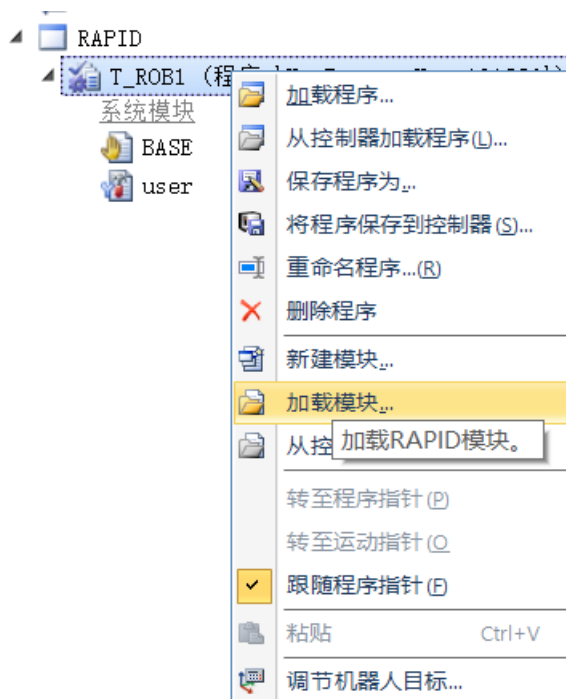 RAPID
T_ROB1 (程
系统模块
BASE
user
加载程序...
从控制器加载程序(L)...
保存程序为...
将程序保存到控制器(S)...
重命名程序...(R)
删除程序
新建模块...
加载模块...
从控
加载RAPID模块。
转至程序指针(P)
转至运动指针(O
跟随程序指针(F)
粘贴 Ctrl+V
调节机器人目标...